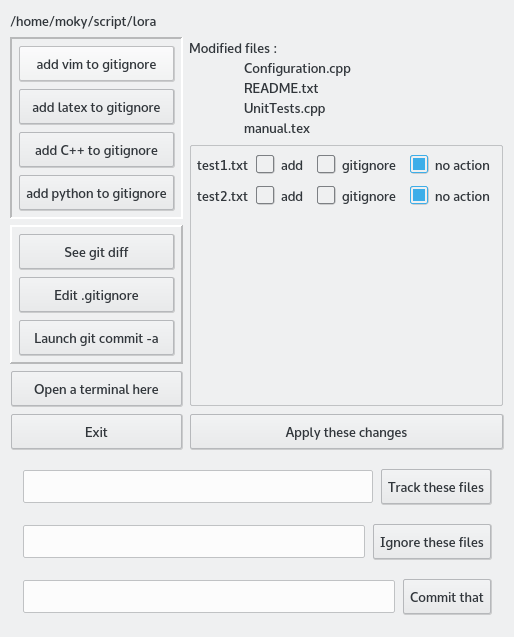 /home/moky/script/lora
add vim to gitignore
add latex to gitignore
add C++ to gitignore
add python to gitignore
See git diff
Edit .gitignore
Launch git commit -a
Open a terminal here
Exit
Modified files :
Configuration.cpp
README.txt
UnitTests.cpp
manual.tex
test1.txt add gitignore no action
test2.txt add gitignore no action
Apply these changes
Track these files
Ignore these files
Commit that